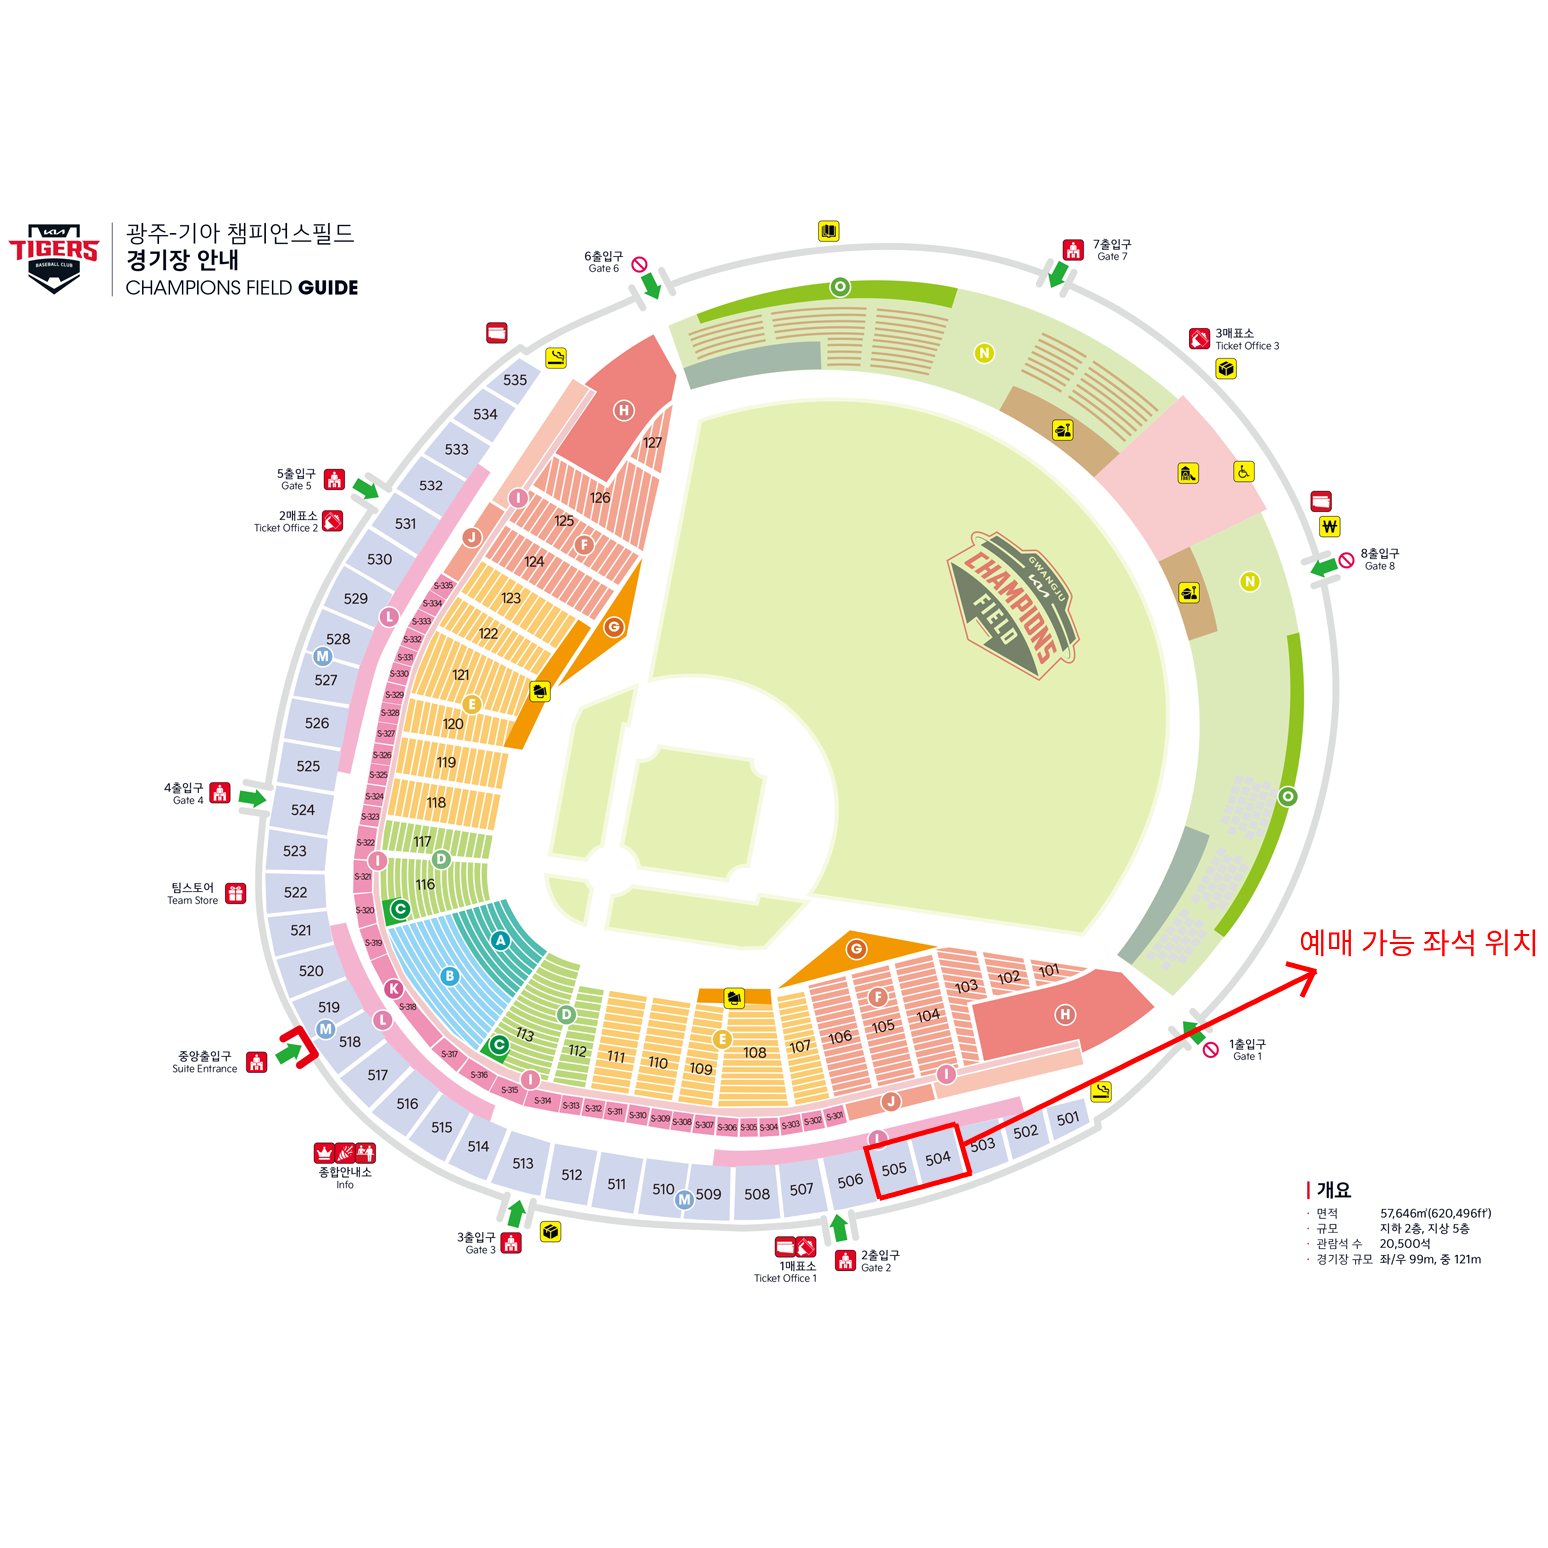 KIA
TIGERS
BASEBALL CLUB
광주-기아 챔피언스필드
경기장 안내
CHAMPIONS FIELD GUIDE
6출입구
Gate 6
7출입구
Gate 7
3매표소
Ticket Office 3
8출입구
Gate 8
5출입구
Gate 5
2매표소
Ticket Office 2
4출입구
Gate 4
팀스토어
Team Store
중앙출입구
Suite Entrance
종합안내소
Info
3출입구
Gate 3
1매표소
Ticket Office 1
2출입구
Gate 2
1출입구
Gate 1
예매 가능 좌석 위치
O
N
N
O
₩
GWANGJU
KIA
CHAMPIONS
FIELD
535
534
533
532
531
530
529
528
M
527
526
525
524
523
522
521
520
519
M
518
517
516
515
514
513
512
511
510
M
509
508
507
506
505
504
503
502
501
H
127
126
125
F
124
123
122
121
E
120
119
118
117
D
116
C
A
B
C
113
D
112
111
110
109
E
108
107
106
F
105
104
103
102
101
H
G
G
I
J
L
I
K
L
I
J
I
L
S-335
S-334
S-333
S-332
S-331
S-330
S-329
S-328
S-327
S-326
S-325
S-324
S-323
S-322
S-321
S-320
S-319
S-318
S-317
S-316
S-315
S-314
S-313
S-312
S-311
S-310
S-309
S-308
S-307
S-306
S-305
S-304
S-303
S-302
S-301
개요
· 면적 57,646㎡(620,496ft²)
· 규모 지하 2층, 지상 5층
· 관람석 수 20,500석
· 경기장 규모 좌/우 99m, 중 121m